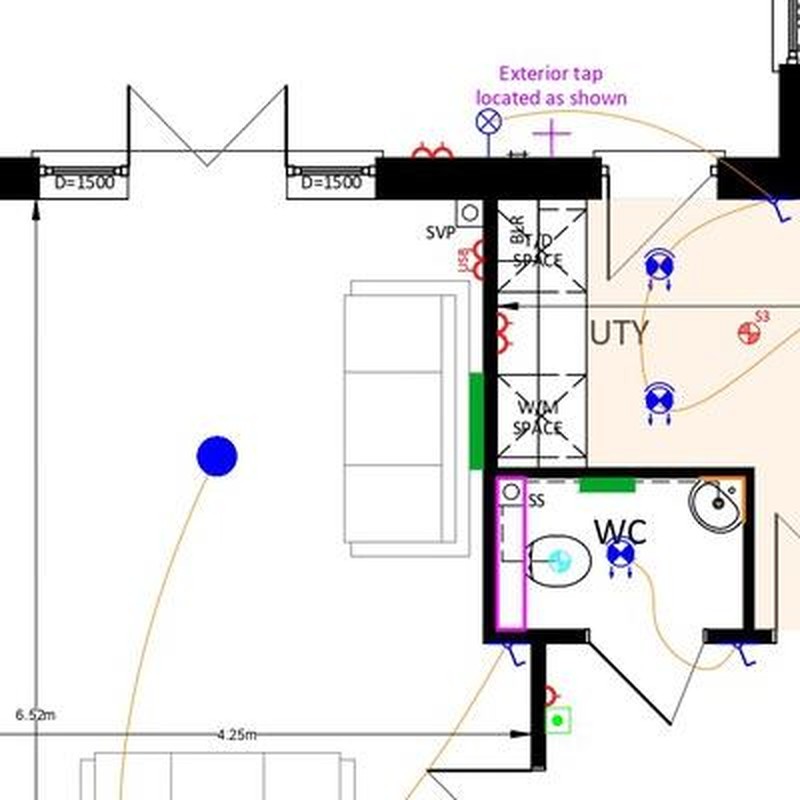 Exterior tap
located as shown
D=1500
D=1500
SVP
BLR
T/D
SPACE
USB
UTY
S3
W/M
SPACE
SS
WC
6.52m
4.25m